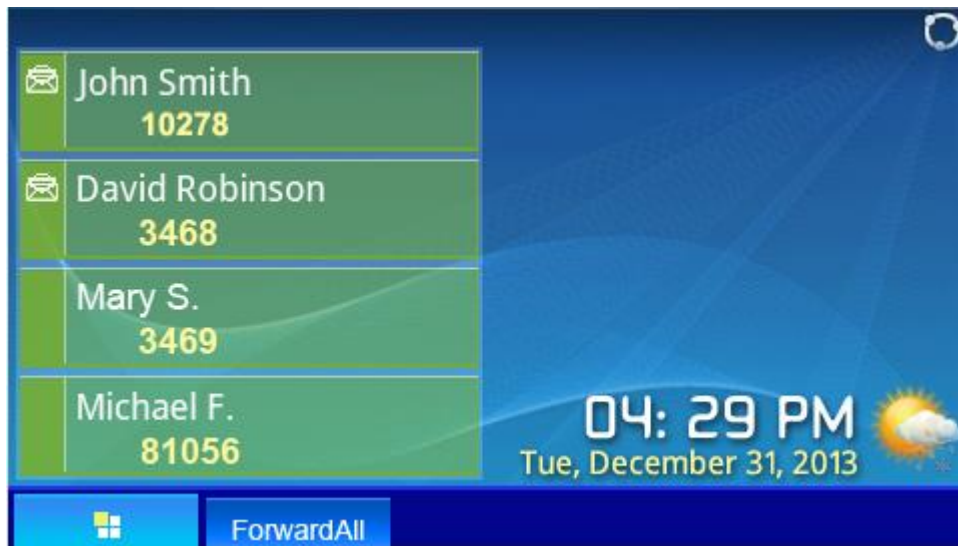 John Smith
10278
David Robinson
3468
Mary S.
3469
Michael F.
81056
04: 29 PM
Tue, December 31, 2013
ForwardAll